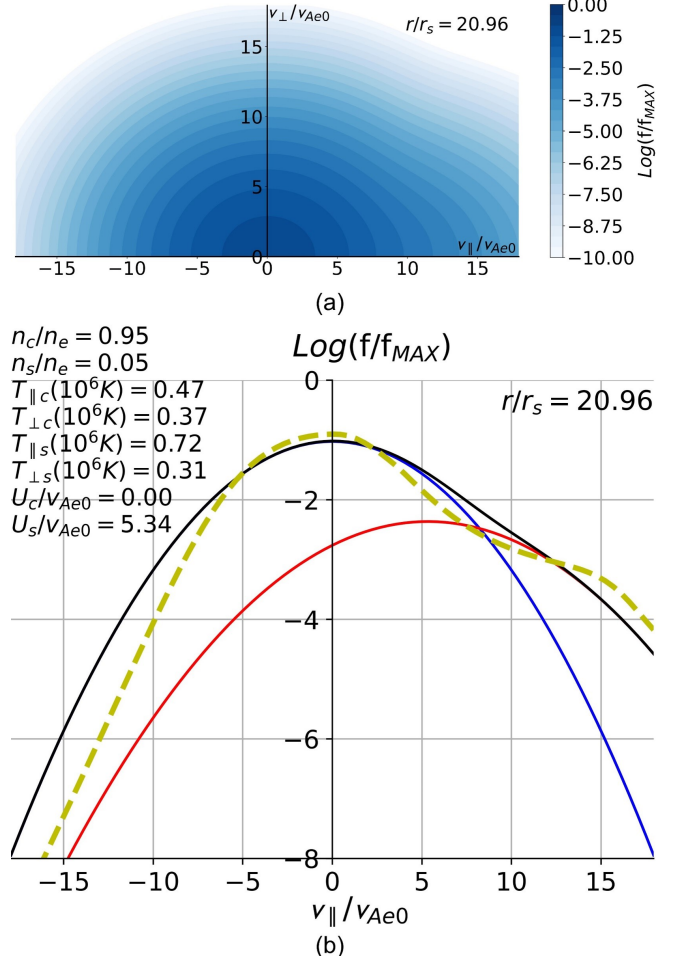 v⊥/vAe0
r/rs = 20.96
15
10
5
0
v∥/vAe0
−15 −10 −5 0 5 10 15
0.00
−1.25
−2.50
−3.75
−5.00
−6.25
−7.50
−8.75
−10.00
Log(f/fMAX)
(a)
nc/ne = 0.95
ns/ne = 0.05
T∥c(10⁶K) = 0.47
T⊥c(10⁶K) = 0.37
T∥s(10⁶K) = 0.72
T⊥s(10⁶K) = 0.31
Uc/vAe0 = 0.00
Us/vAe0 = 5.34
Log(f/fMAX)
r/rs = 20.96
0
−2
−4
−6
−8
−15 −10 −5 0 5 10 15
v∥/vAe0
(b)